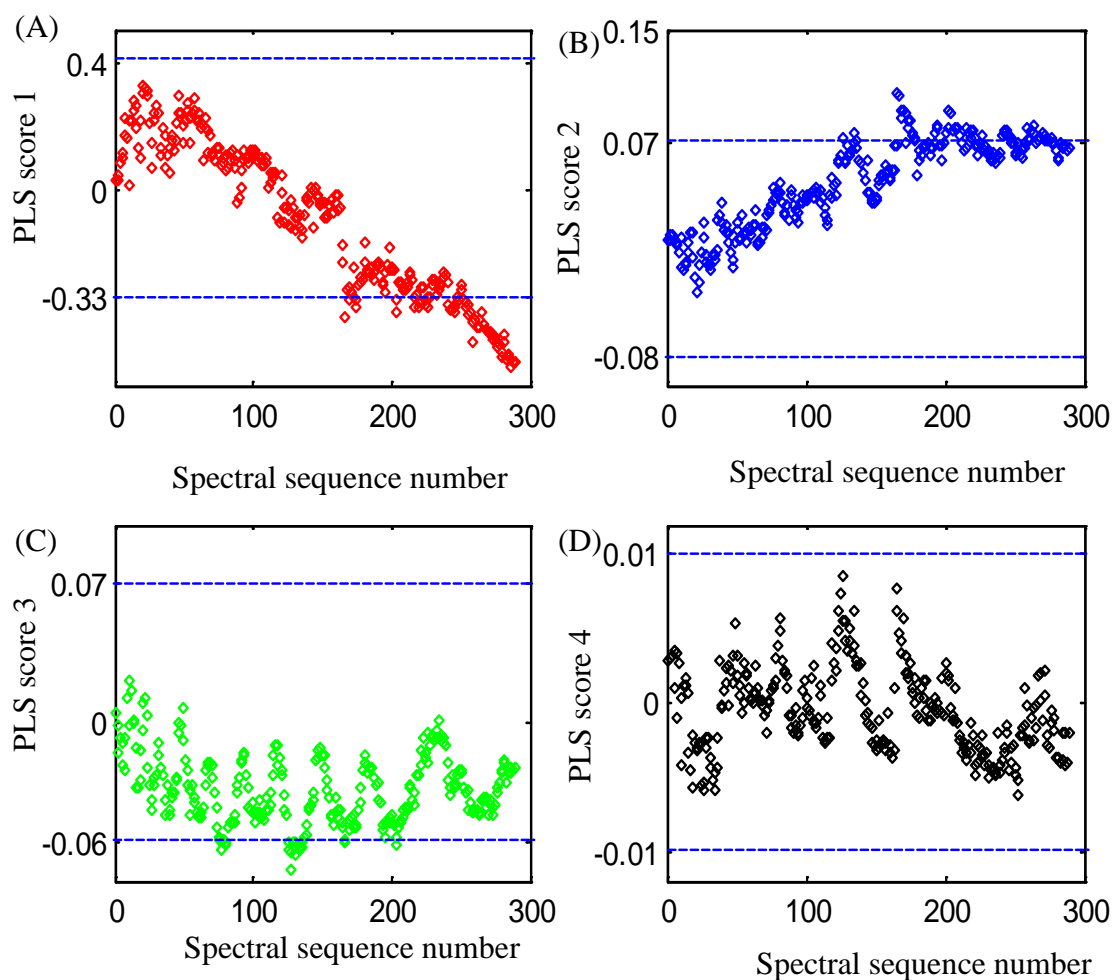 (A)
PLS score 1
0.4
0
-0.33
0
100
200
300
Spectral sequence number
(B)
PLS score 2
0.15
0.07
-0.08
0
100
200
300
Spectral sequence number
(C)
PLS score 3
0.07
0
-0.06
0
100
200
300
Spectral sequence number
(D)
PLS score 4
0.01
0
-0.01
0
100
200
300
Spectral sequence number